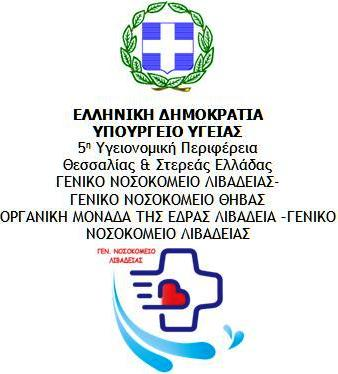 ΕΛΛΗΝΙΚΗ ΔΗΜΟΚΡΑΤΙΑ
ΥΠΟΥΡΓΕΙΟ ΥΓΕΙΑΣ
5η Υγειονομική Περιφέρεια
Θεσσαλίας & Στερεάς Ελλάδας
ΓΕΝΙΚΟ ΝΟΣΟΚΟΜΕΙΟ ΛΙΒΑΔΕΙΑΣ-
ΓΕΝΙΚΟ ΝΟΣΟΚΟΜΕΙΟ ΘΗΒΑΣ
ΟΡΓΑΝΙΚΗ ΜΟΝΑΔΑ ΤΗΣ ΕΔΡΑΣ ΛΙΒΑΔΕΙΑ –ΓΕΝΙΚΟ
ΝΟΣΟΚΟΜΕΙΟ ΛΙΒΑΔΕΙΑΣ
ΓΕΝ. ΝΟΣΟΚΟΜΕΙΟ
ΛΙΒΑΔΕΙΑΣ